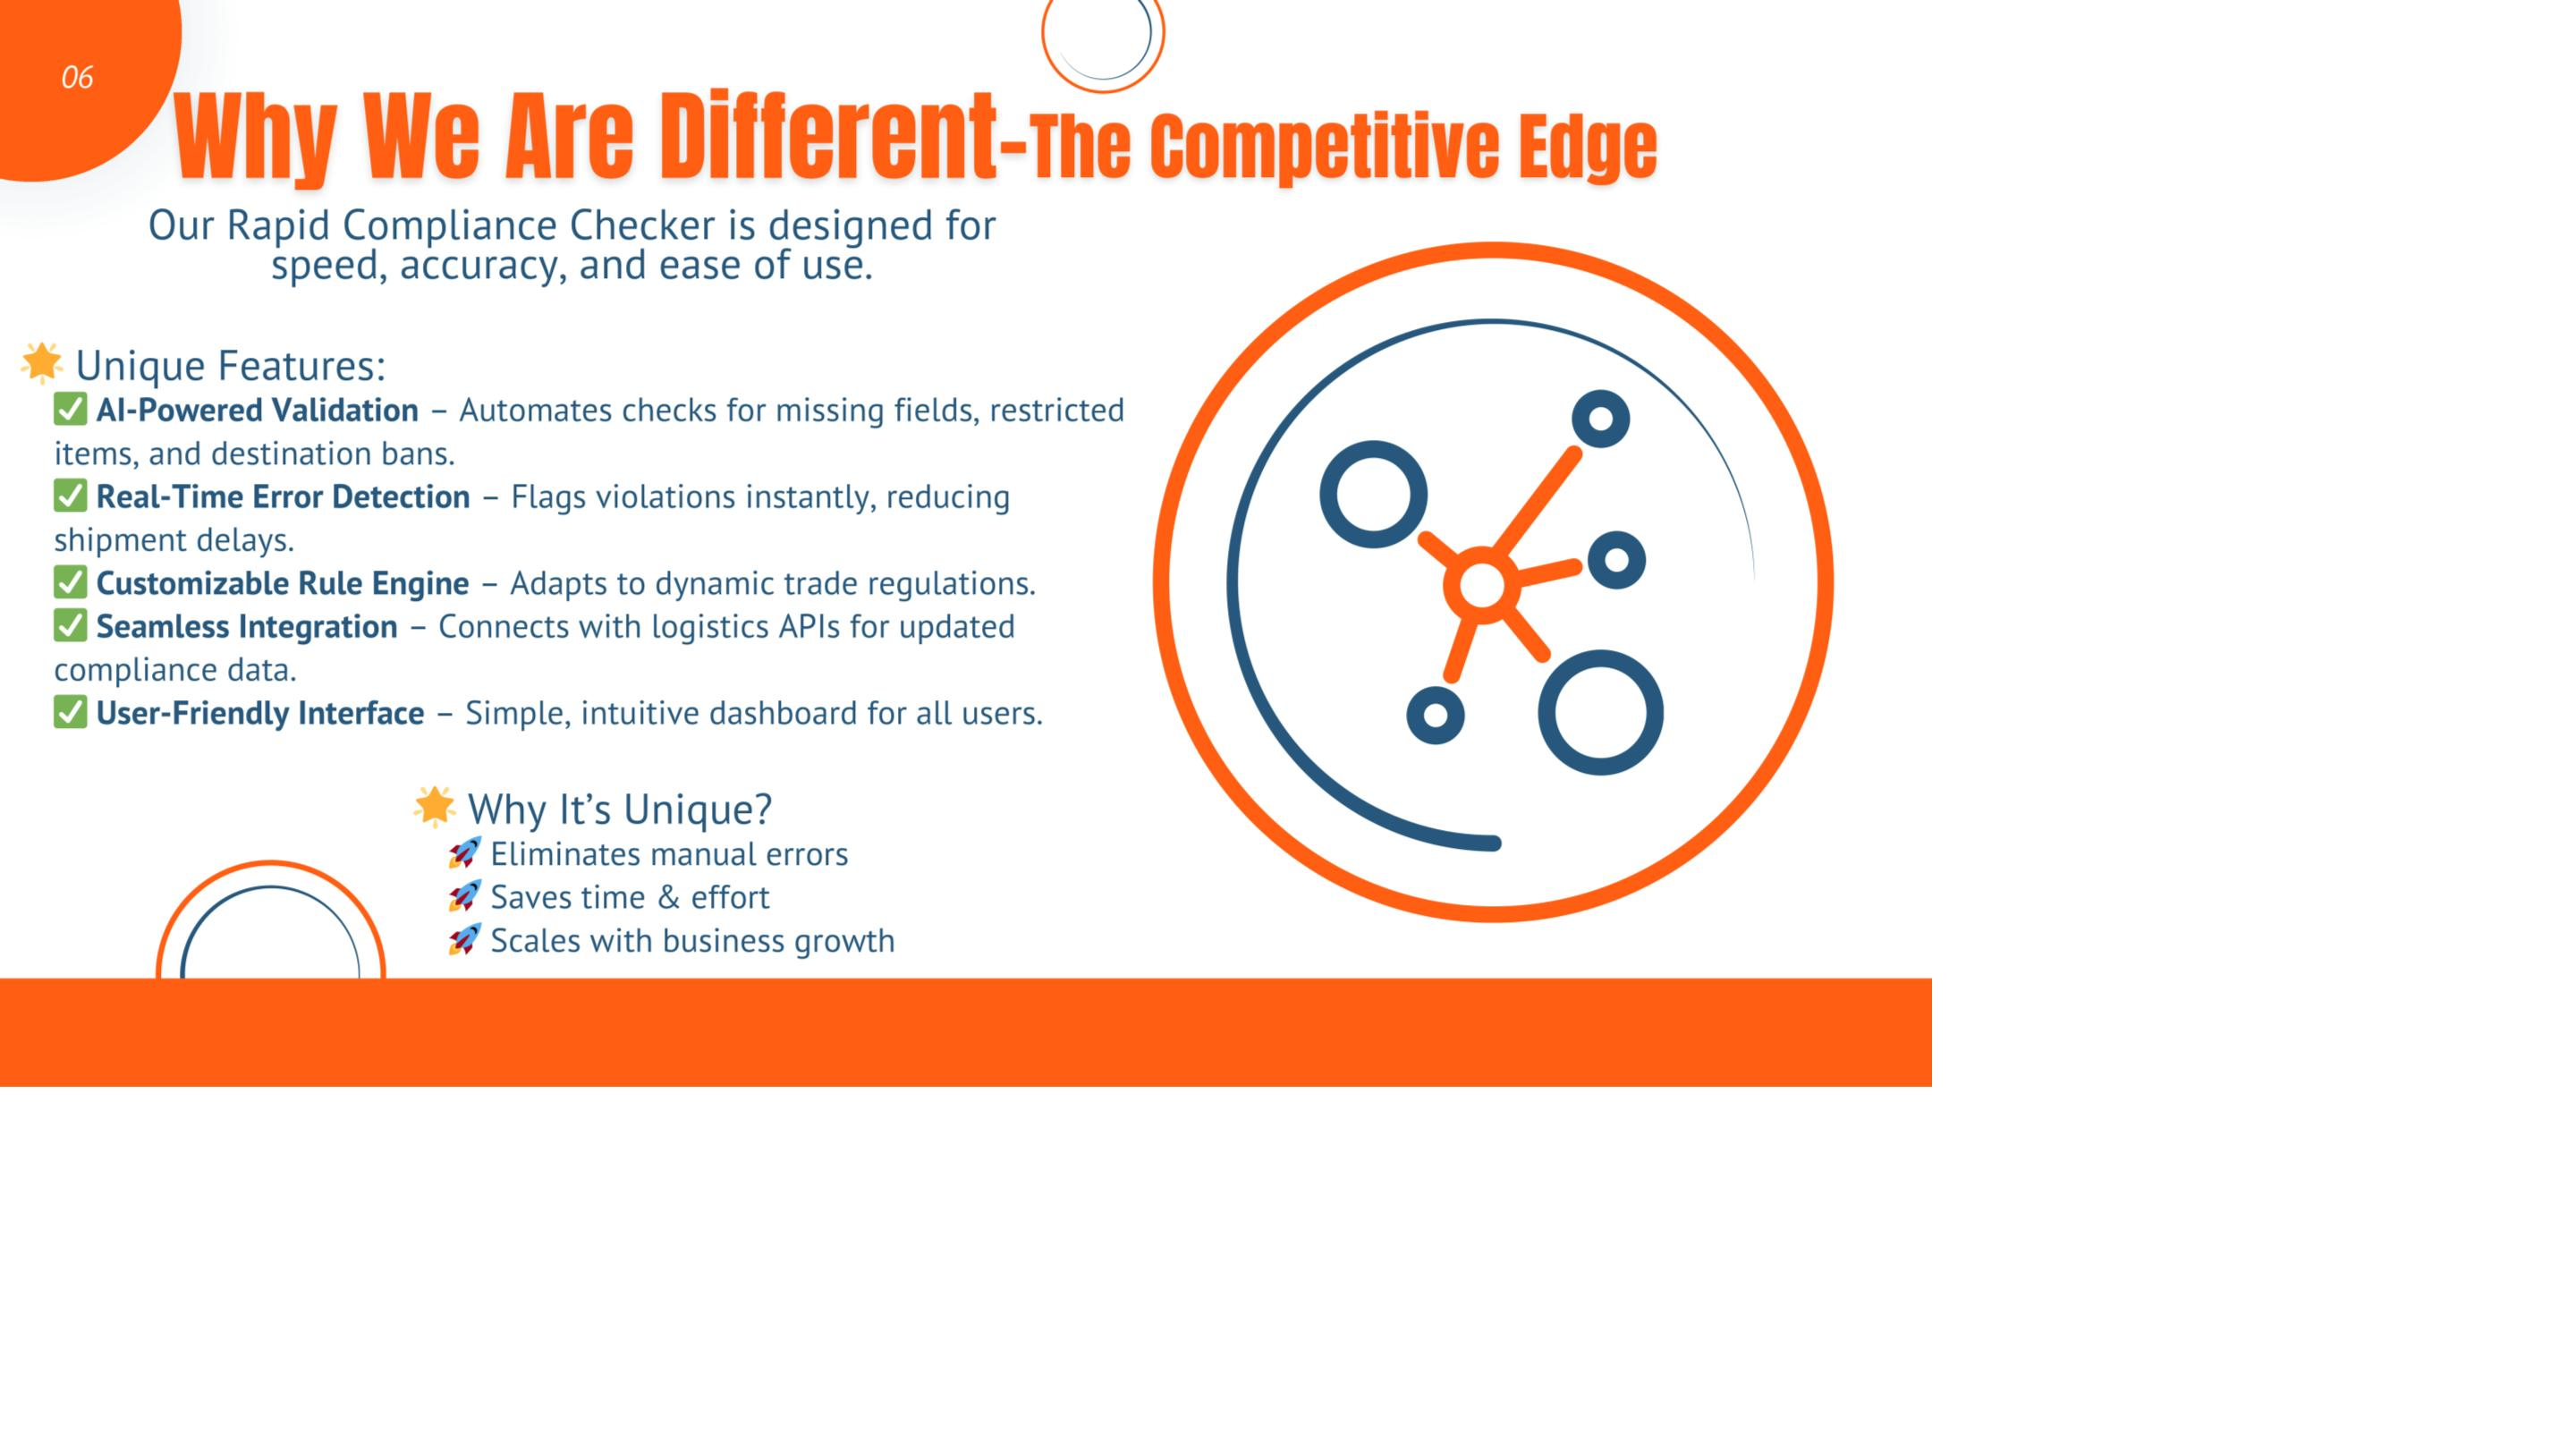 06
Why We Are Different-The Competitive Edge
Our Rapid Compliance Checker is designed for
speed, accuracy, and ease of use.
🌟 Unique Features:
✅ AI-Powered Validation – Automates checks for missing fields, restricted
items, and destination bans.
✅ Real-Time Error Detection – Flags violations instantly, reducing
shipment delays.
✅ Customizable Rule Engine – Adapts to dynamic trade regulations.
✅ Seamless Integration – Connects with logistics APIs for updated
compliance data.
✅ User-Friendly Interface – Simple, intuitive dashboard for all users.
🌟 Why It’s Unique?
🚀 Eliminates manual errors
🚀 Saves time & effort
🚀 Scales with business growth